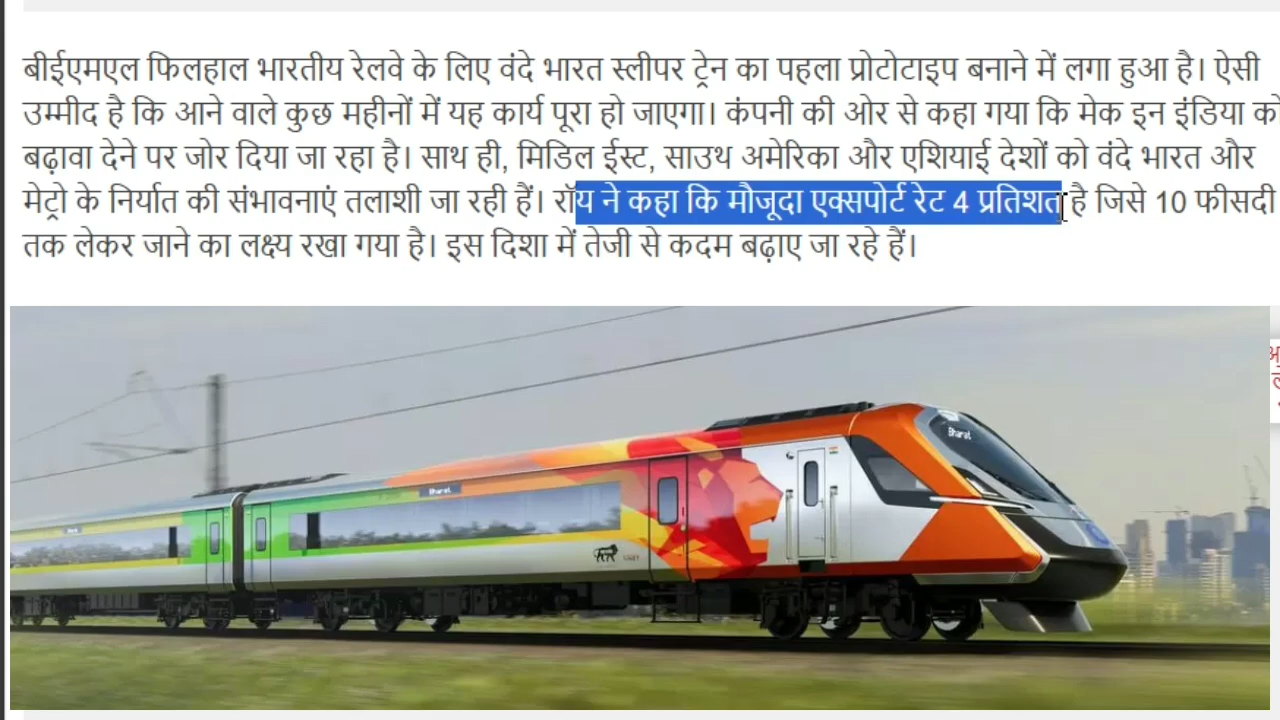 बीईएमएल फिलहाल भारतीय रेलवे के लिए वंदे भारत स्लीपर ट्रेन का पहला प्रोटोटाइप बनाने में लगा हुआ है। ऐसी
उम्मीद है कि आने वाले कुछ महीनों में यह कार्य पूरा हो जाएगा। कंपनी की ओर से कहा गया कि मेक इन इंडिया को
बढ़ावा देने पर जोर दिया जा रहा है। साथ ही, मिडिल ईस्ट, साउथ अमेरिका और एशियाई देशों को वंदे भारत और
मेट्रो के निर्यात की संभावनाएं तलाशी जा रही हैं। रॉय ने कहा कि मौजूदा एक्सपोर्ट रेट 4 प्रतिशत है जिसे 10 फीसदी
तक लेकर जाने का लक्ष्य रखा गया है। इस दिशा में तेजी से कदम बढ़ाए जा रहे हैं।
Bharat
Bharat